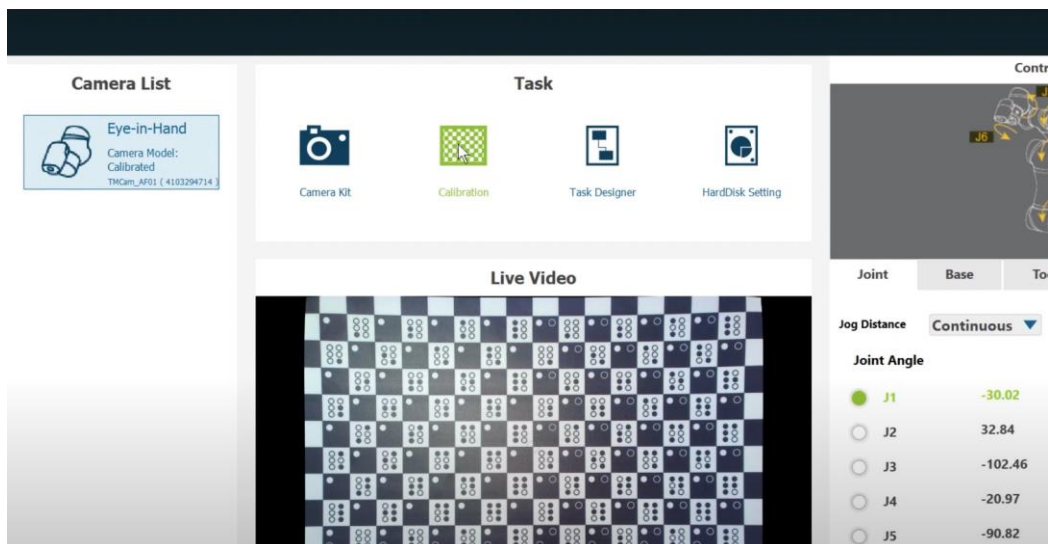 Camera List
Eye-in-Hand
Camera Model:
Calibrated
TMCam_AF01 ( 4103294714 )
Task
Camera Kit
Calibration
Task Designer
HardDisk Setting
Live Video
J6
Joint
Base
Jog Distance
Continuous
Joint Angle
J1 -30.02
J2 32.84
J3 -102.46
J4 -20.97
J5 -90.82